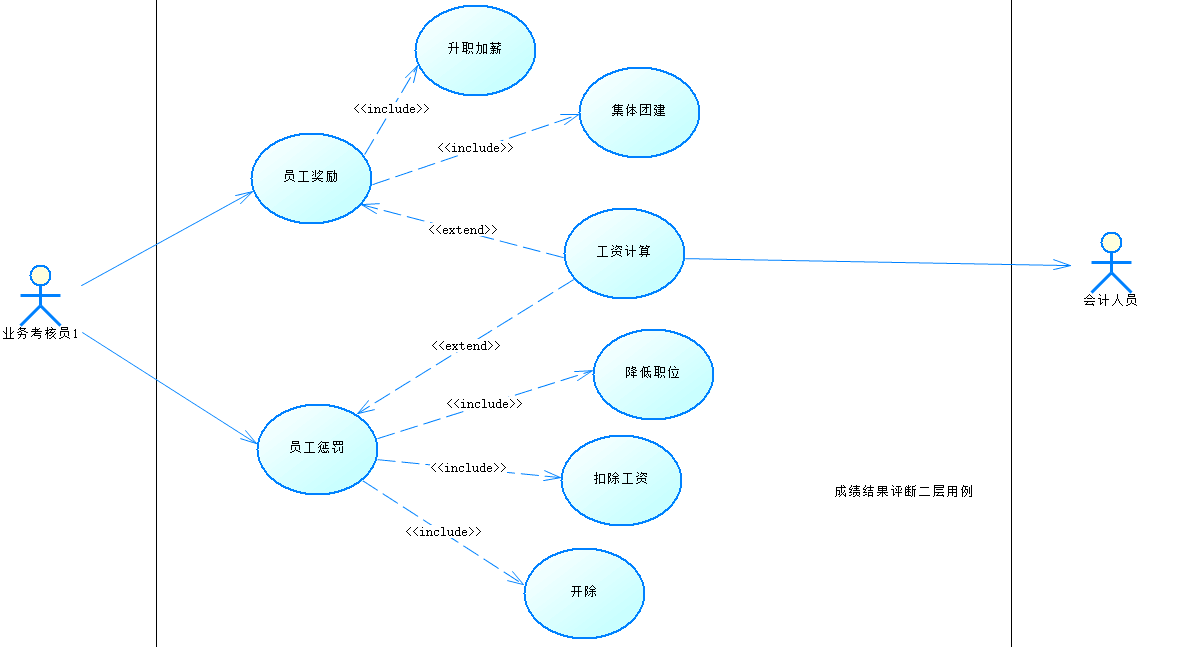 升职加薪
<<include>>
集体团建
<<include>>
员工奖励
<<extend>>
工资计算
业务考核员1
会计人员
<<extend>>
降低职位
<<include>>
员工惩罚
<<include>>
扣除工资
成绩结果评断二层用例
<<include>>
开除